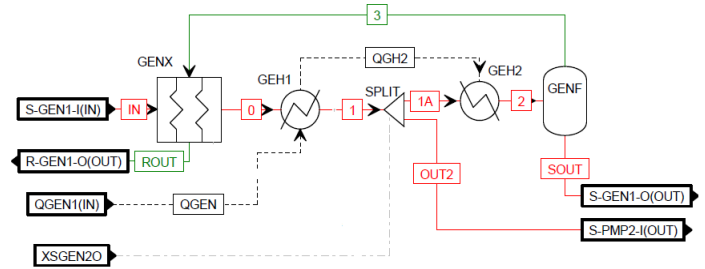 3
GENX
QGH2
GEH1
GEH2
GENF
SPLIT
S-GEN1-I(IN)
IN
0
1
1A
2
R-GEN1-O(OUT)
ROUT
OUT2
SOUT
QGEN1(IN)
QGEN
S-GEN1-O(OUT)
S-PMP2-I(OUT)
XSGEN2O